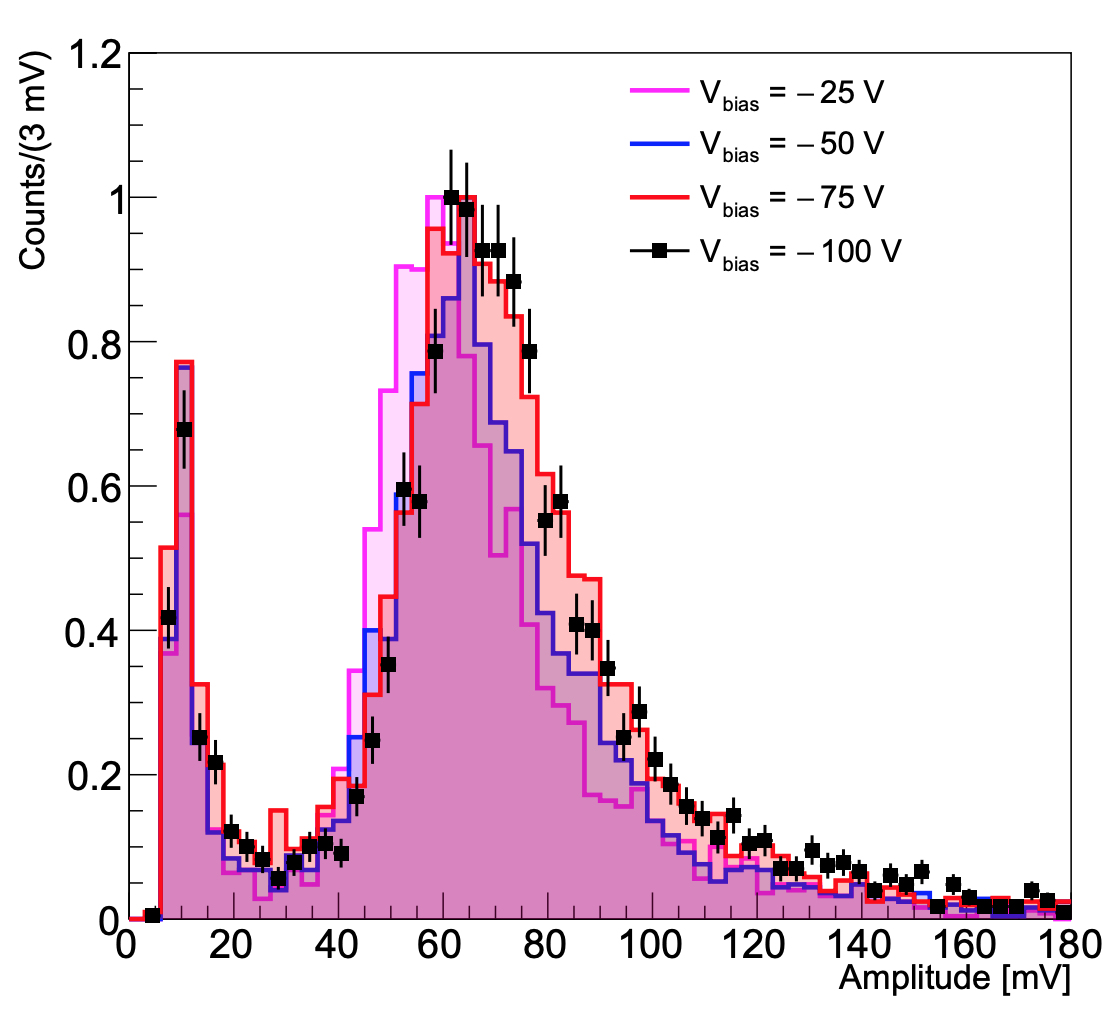 Counts/(3 mV)
1.2
1
0.8
0.6
0.4
0.2
0
V_bias = −25 V
V_bias = −50 V
V_bias = −75 V
V_bias = −100 V
0 20 40 60 80 100 120 140 160 180
Amplitude [mV]